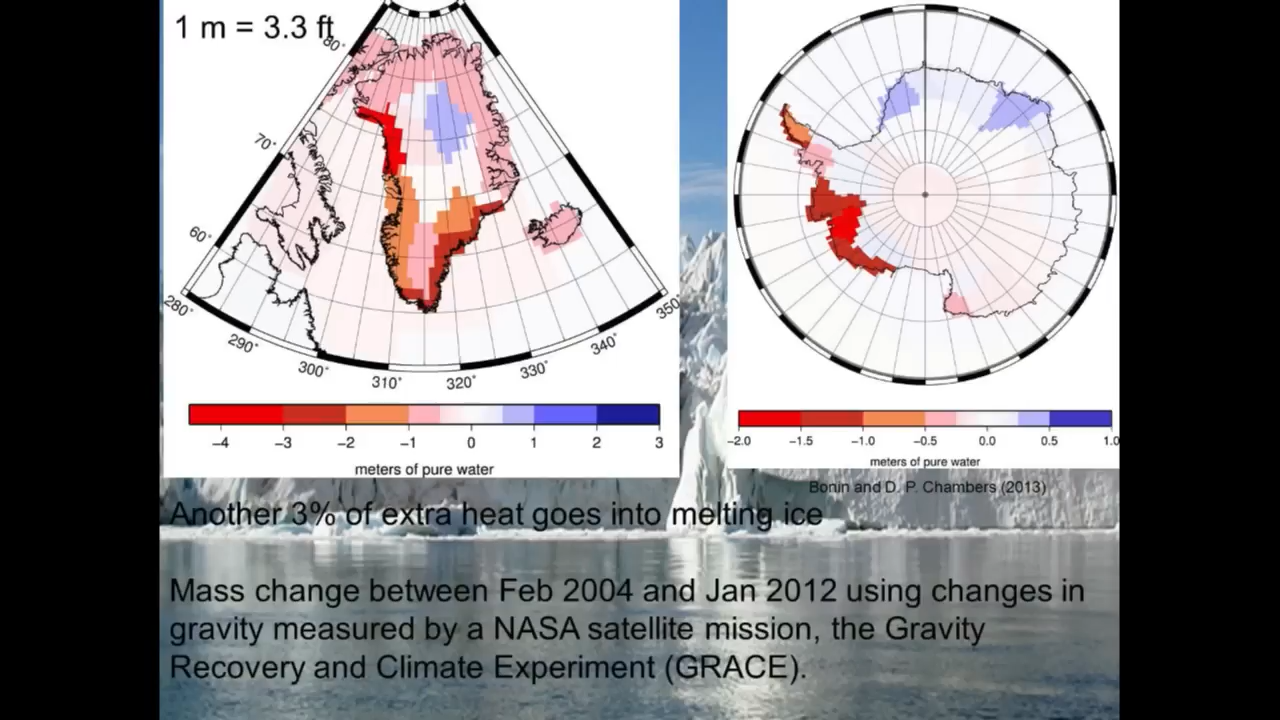 1 m = 3.3 ft
80°
70°
60°
280°
290°
300°
310°
320°
330°
340°
350°
−4 −3 −2 −1 0 1 2 3
meters of pure water
−2.0 −1.5 −1.0 −0.5 0.0 0.5 1.0
meters of pure water
Bonin and D. P. Chambers (2013)
Another 3% of extra heat goes into melting ice
Mass change between Feb 2004 and Jan 2012 using changes in
gravity measured by a NASA satellite mission, the Gravity
Recovery and Climate Experiment (GRACE).